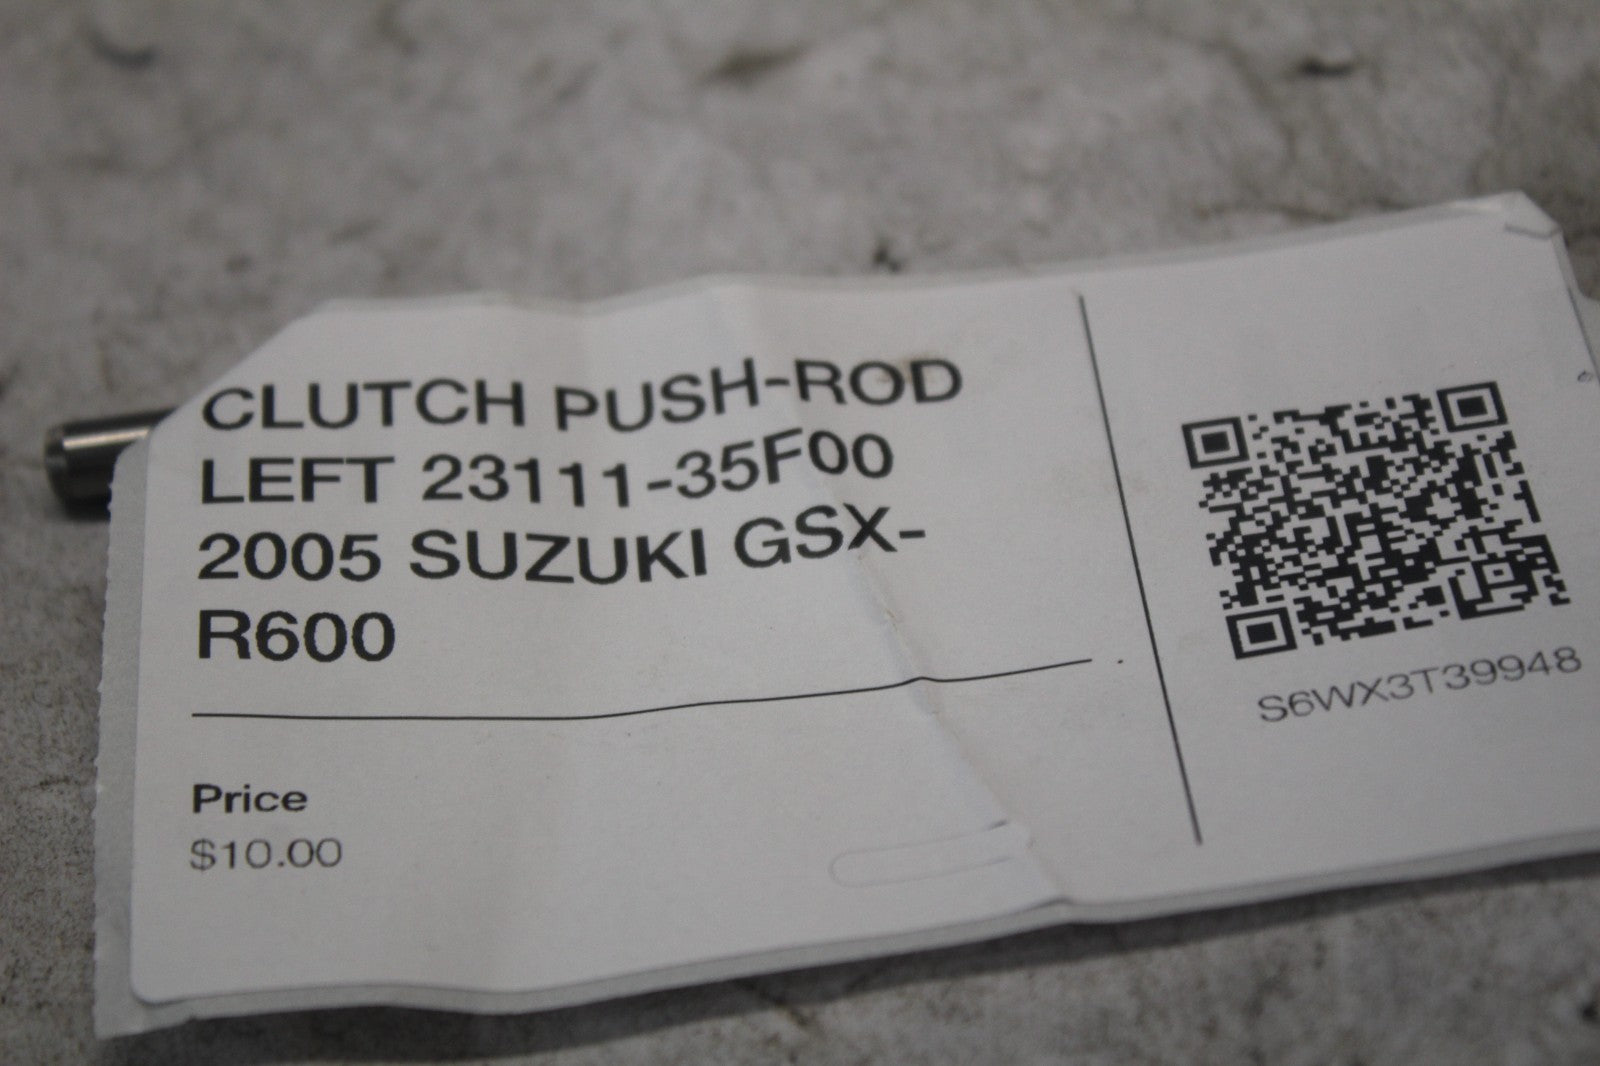 CLUTCH PUSH-ROD
LEFT 23111-35F00
2005 SUZUKI GSX-
R600
Price
$10.00
S6WX3T39948